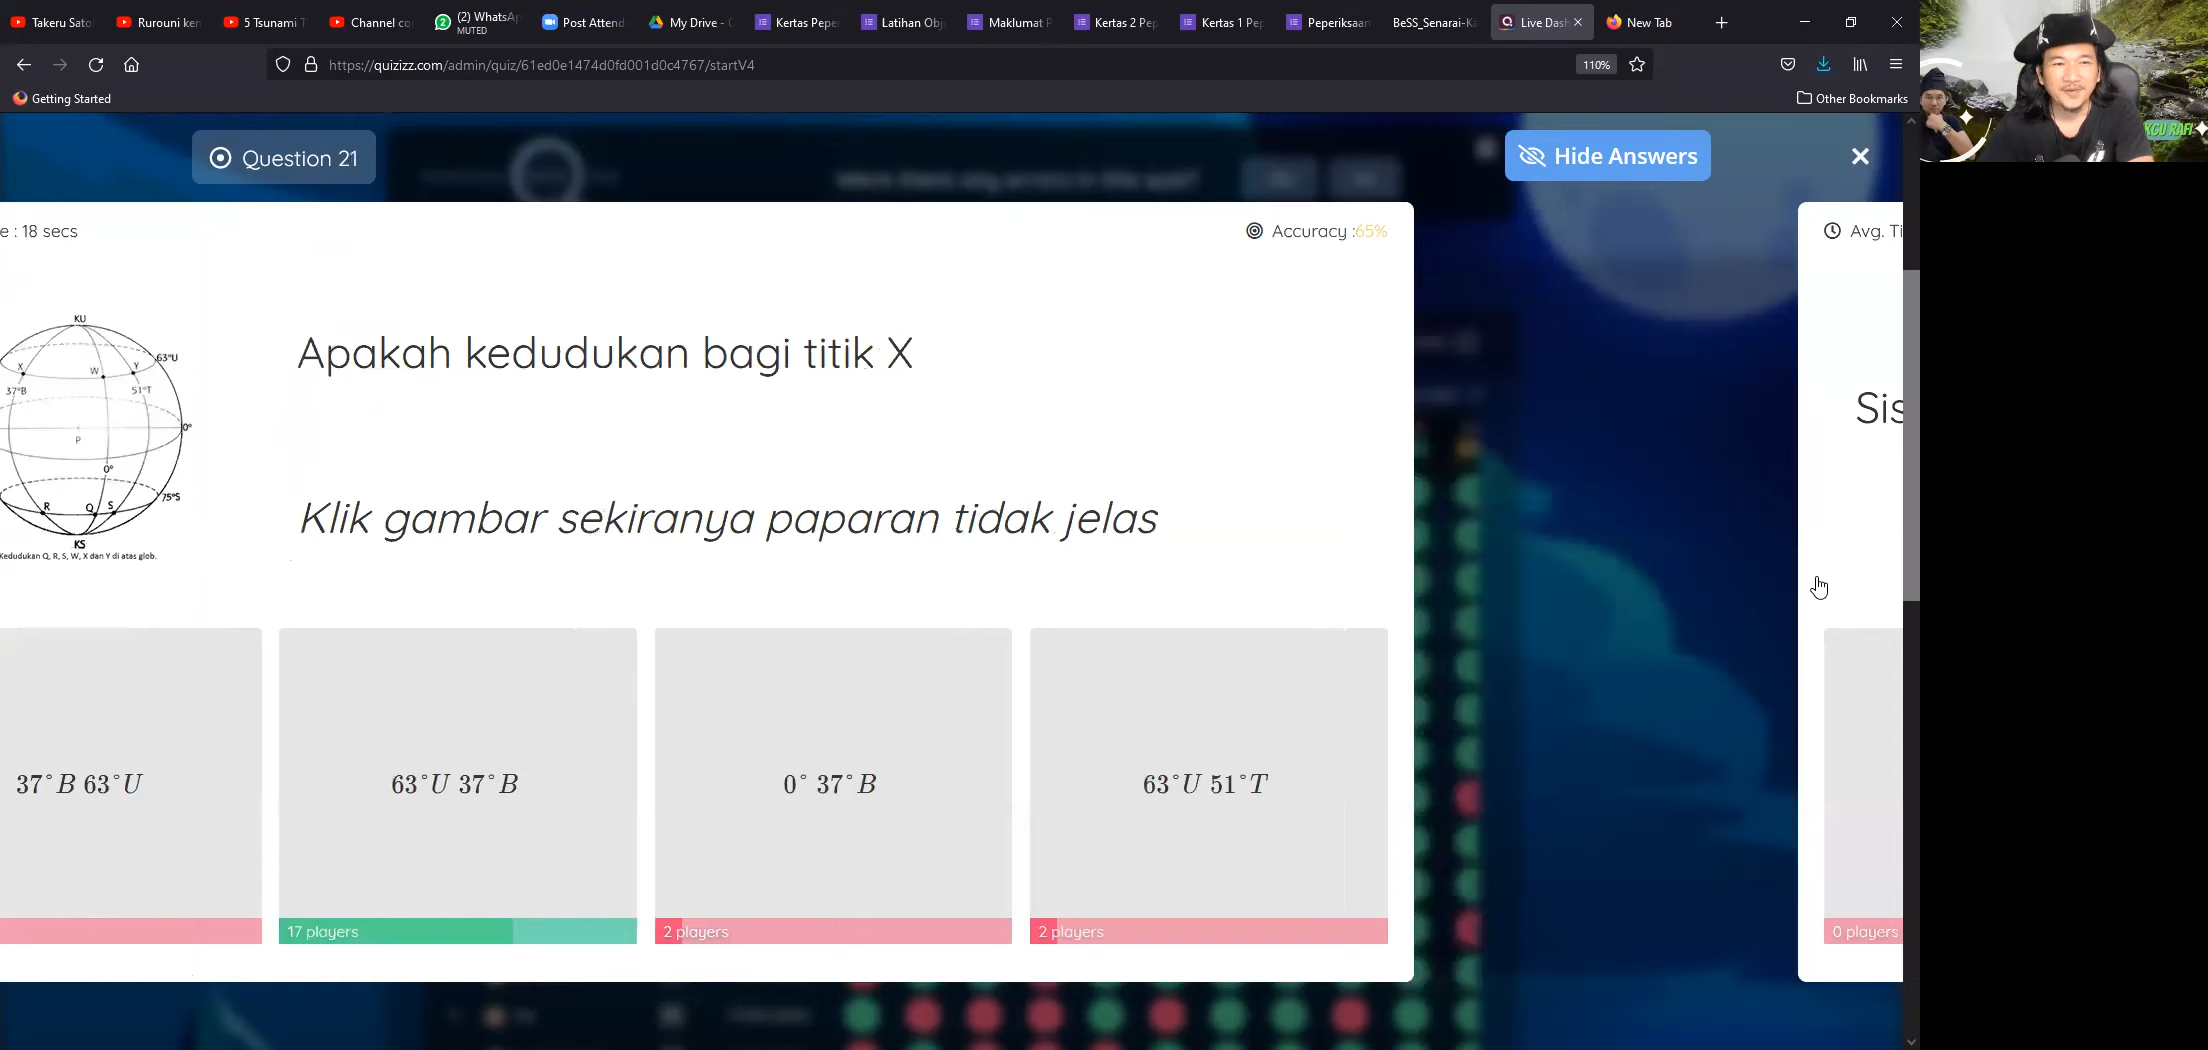 Takeru Sato
Rurouni ken
5 Tsunami T
Channel co
(2) WhatsAp
MUTED
2
Post Attend
My Drive - G
Kertas Peper
Latihan Obj
Maklumat P
Kertas 2 Pep
Kertas 1 Pep
Peperiksaan
BeSS_Senarai-Ka
Live Dash
New Tab
https://quizizz.com/admin/quiz/61ed0e1474d0fd001d0c4767/startV4
110%
Getting Started
Other Bookmarks
KCU RAFI
Question 21
Hide Answers
e : 18 secs
Accuracy :65%
Avg. Ti
KU
63°U
X
W
Y
37°B
51°T
0°
P
0°
75°S
R
Q
S
KS
Kedudukan Q, R, S, W, X dan Y di atas glob.
Apakah kedudukan bagi titik X
Klik gambar sekiranya paparan tidak jelas
Sis
37°B 63°U
63°U 37°B
0° 37°B
63°U 51°T
17 players
2 players
2 players
0 players